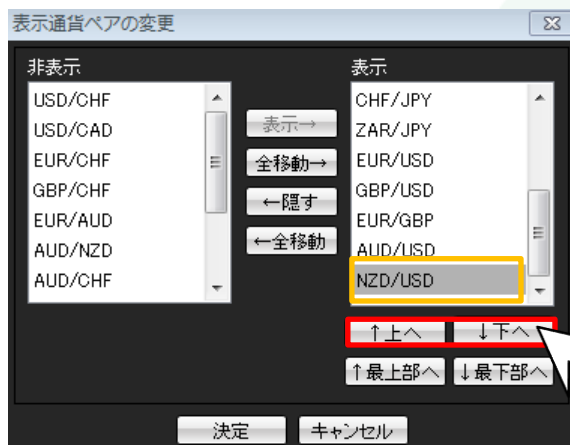 表示通貨ペアの変更
非表示
USD/CHF
USD/CAD
EUR/CHF
GBP/CHF
EUR/AUD
AUD/NZD
AUD/CHF
表示→
全移動→
←隠す
←全移動
表示
CHF/JPY
ZAR/JPY
EUR/USD
GBP/USD
EUR/GBP
AUD/USD
NZD/USD
↑上へ ↓下へ
↑最上部へ ↓最下部へ
決定 キャンセル